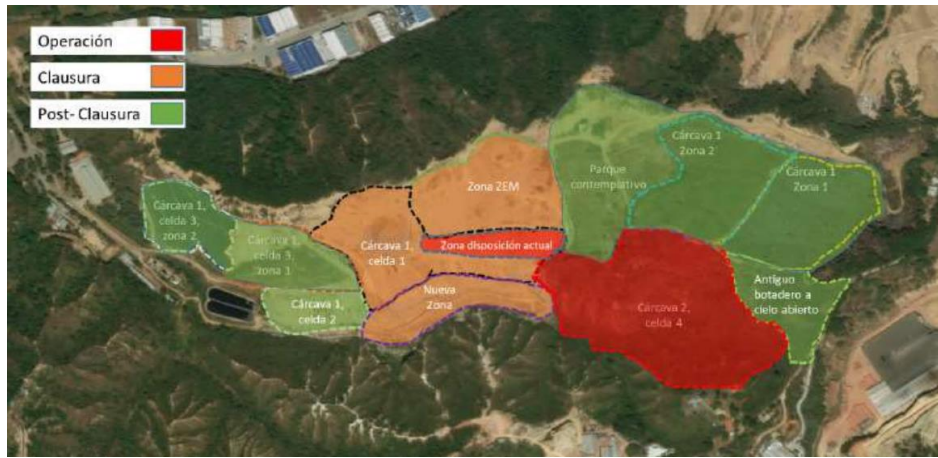 Operación
Clausura
Post- Clausura
Cárcava 1
Zona 2
Parque
contemplativo
Cárcava 1
Zona 1
Zona ZEM
Cárcava 1,
celda 3,
zona 2
Cárcava 1,
celda 3,
zona 1
Cárcava 1,
celda 1
Zona disposición actual
Nueva
Zona
Cárcava 1,
celda 2
Cárcava 2,
celda 4
Antiguo
botadero a
cielo abierto